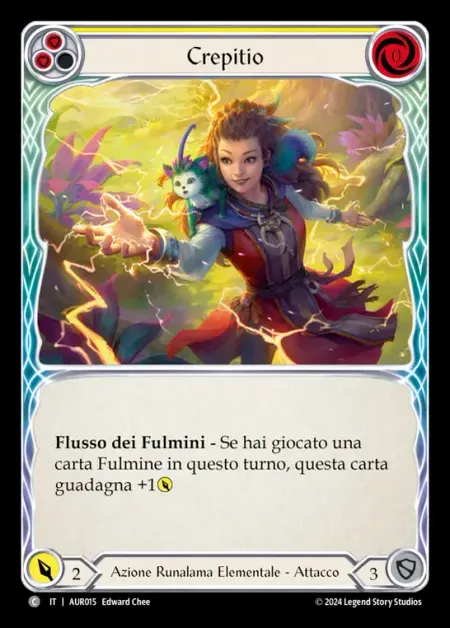 0
Crepitio
Flusso dei Fulmini - Se hai giocato una
carta Fulmine in questo turno, questa carta
guadagna +1
2
Azione Runalama Elementale - Attacco
3
C IT | AUR015 Edward Chee
© 2024 Legend Story Studios